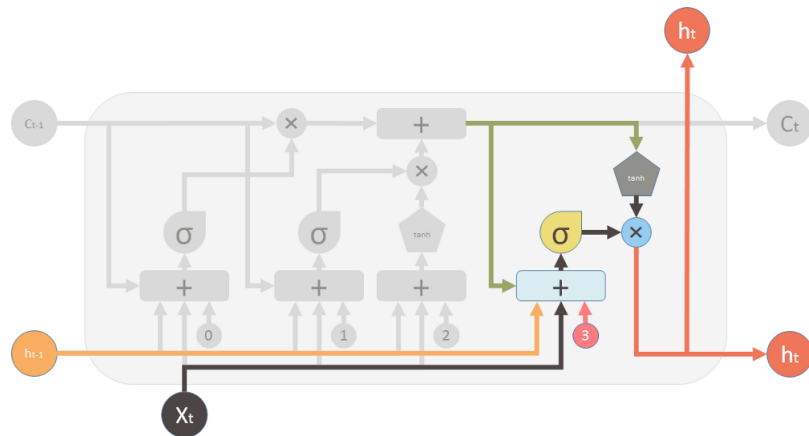 ht
Ct-1
×
+
Ct
×
tanh
σ
σ
tanh
σ
×
+
+
+
+
0
1
2
3
ht-1
ht
Xt